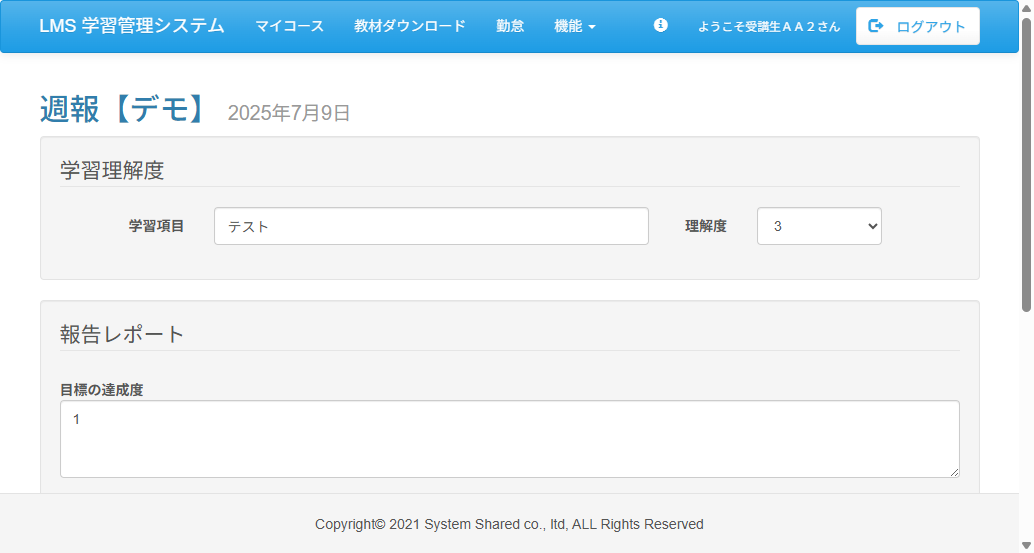 LMS 学習管理システム マイコース 教材ダウンロード 勤怠 機能 ようこそ受講生ＡＡ２さん ログアウト
週報【デモ】 2025年7月9日
学習理解度
学習項目 テスト 理解度 3
報告レポート
目標の達成度
1
Copyright© 2021 System Shared co., ltd, ALL Rights Reserved